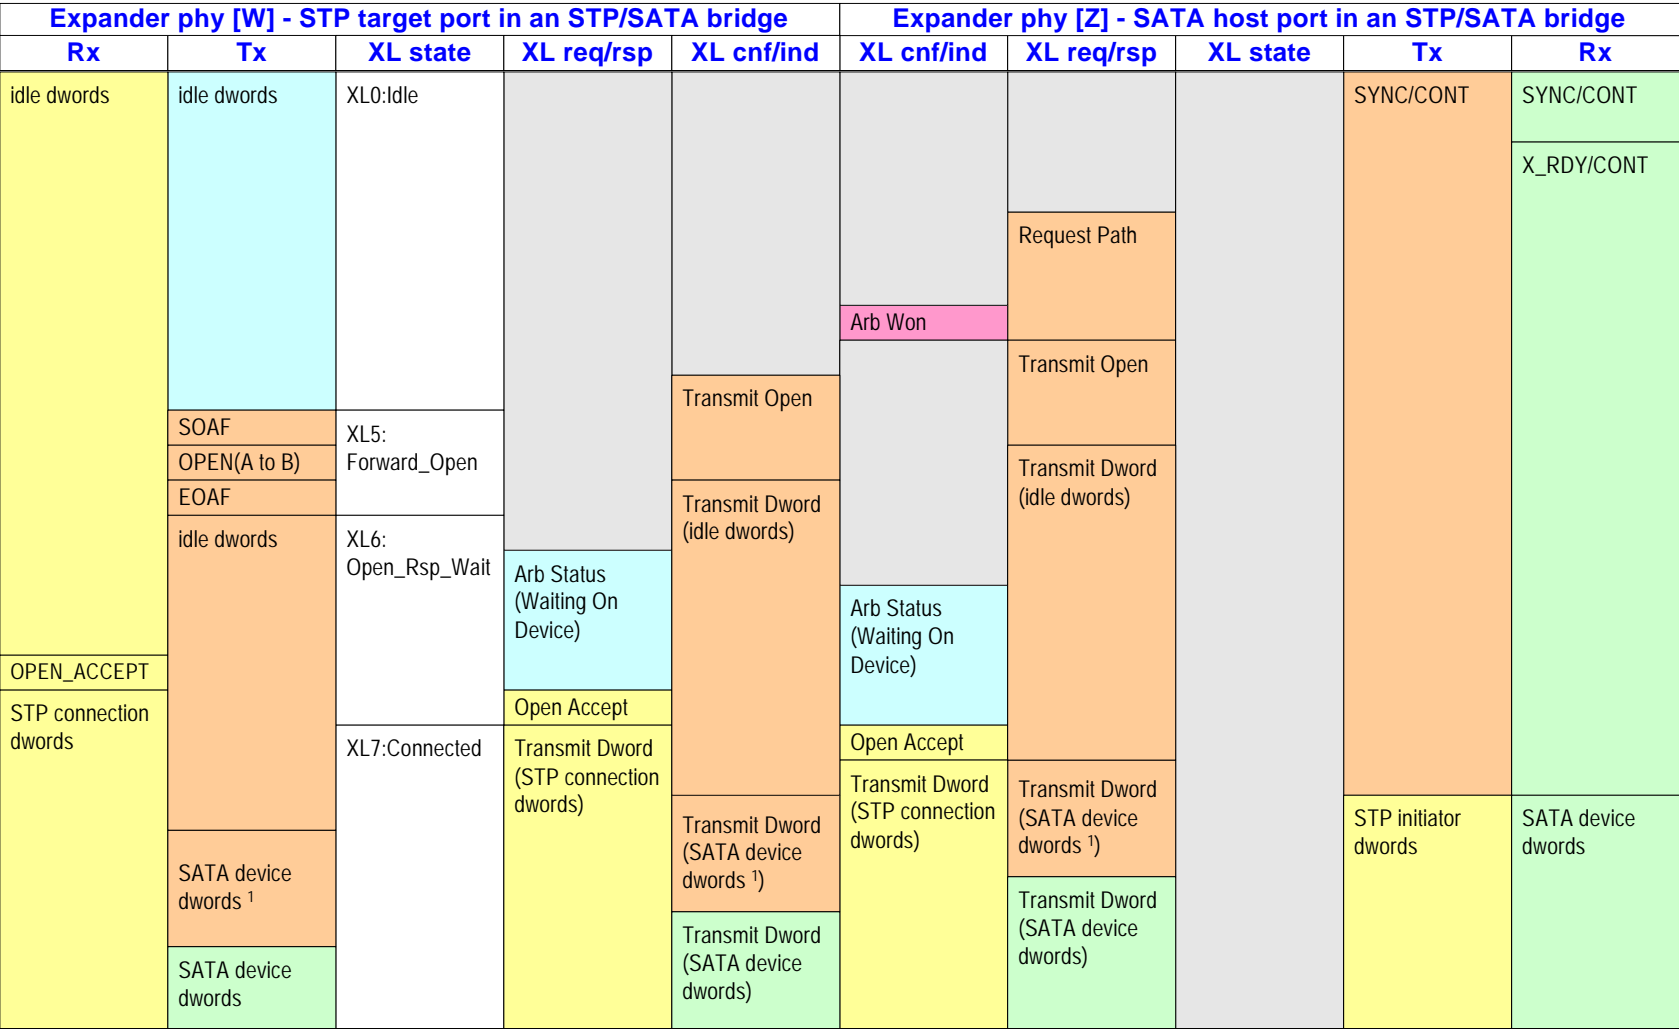 Expander phy [W] - STP target port in an STP/SATA bridge
Expander phy [Z] - SATA host port in an STP/SATA bridge
Rx
Tx
XL state
XL req/rsp
XL cnf/ind
XL cnf/ind
XL req/rsp
XL state
Tx
Rx
idle dwords
OPEN_ACCEPT
STP connection
dwords
idle dwords
SOAF
OPEN(A to B)
EOAF
idle dwords
SATA device
dwords 1
SATA device
dwords
XL0:Idle
XL5:
Forward_Open
XL6:
Open_Rsp_Wait
XL7:Connected
Arb Status
(Waiting On
Device)
Open Accept
Transmit Dword
(STP connection
dwords)
Transmit Open
Transmit Dword
(idle dwords)
Transmit Dword
(SATA device
dwords 1)
Transmit Dword
(SATA device
dwords)
Arb Won
Arb Status
(Waiting On
Device)
Open Accept
Transmit Dword
(STP connection
dwords)
Request Path
Transmit Open
Transmit Dword
(idle dwords)
Transmit Dword
(SATA device
dwords 1)
Transmit Dword
(SATA device
dwords)
SYNC/CONT
STP initiator
dwords
SYNC/CONT
X_RDY/CONT
SATA device
dwords